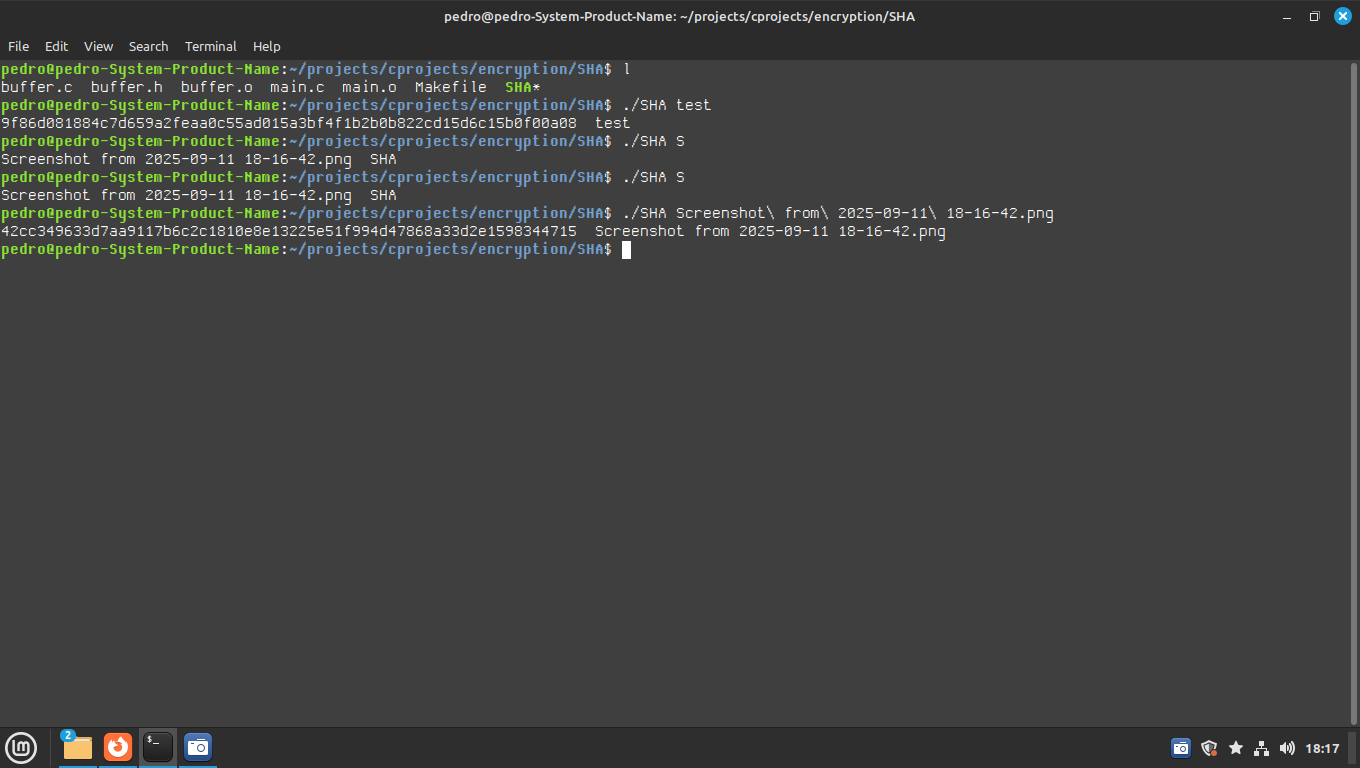 pedro@pedro-System-Product-Name: ~/projects/cprojects/encryption/SHA
File Edit View Search Terminal Help
pedro@pedro-System-Product-Name:~/projects/cprojects/encryption/SHA$ l
buffer.c  buffer.h  buffer.o  main.c  main.o  Makefile  SHA*
pedro@pedro-System-Product-Name:~/projects/cprojects/encryption/SHA$ ./SHA test
9f86d081884c7d659a2feaa0c55ad015a3bf4f1b2b0b822cd15d6c15b0f00a08  test
pedro@pedro-System-Product-Name:~/projects/cprojects/encryption/SHA$ ./SHA S
Screenshot from 2025-09-11 18-16-42.png  SHA
pedro@pedro-System-Product-Name:~/projects/cprojects/encryption/SHA$ ./SHA S
Screenshot from 2025-09-11 18-16-42.png  SHA
pedro@pedro-System-Product-Name:~/projects/cprojects/encryption/SHA$ ./SHA Screenshot\ from\ 2025-09-11\ 18-16-42.png
42cc349633d7aa9117b6c2c1810e8e13225e51f994d47868a33d2e1598344715  Screenshot from 2025-09-11 18-16-42.png
pedro@pedro-System-Product-Name:~/projects/cprojects/encryption/SHA$
2
$_
18:17